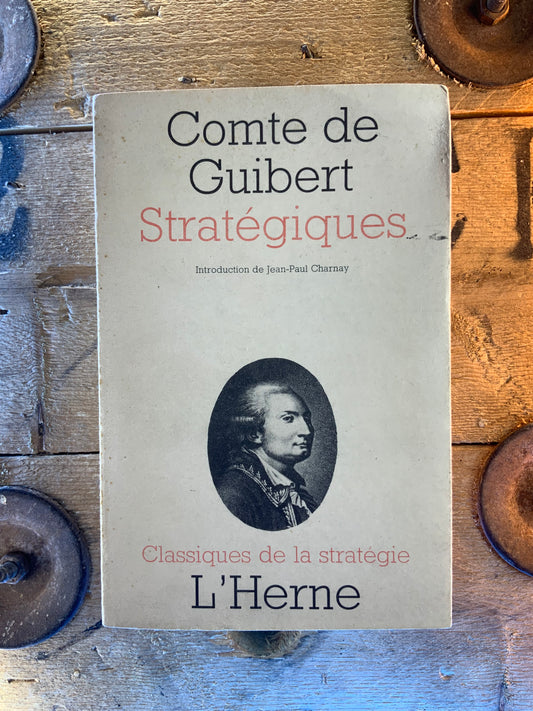 Comte de
Guibert
Stratégiques
Introduction de Jean-Paul Charnay
Classiques de la stratégie
L'Herne